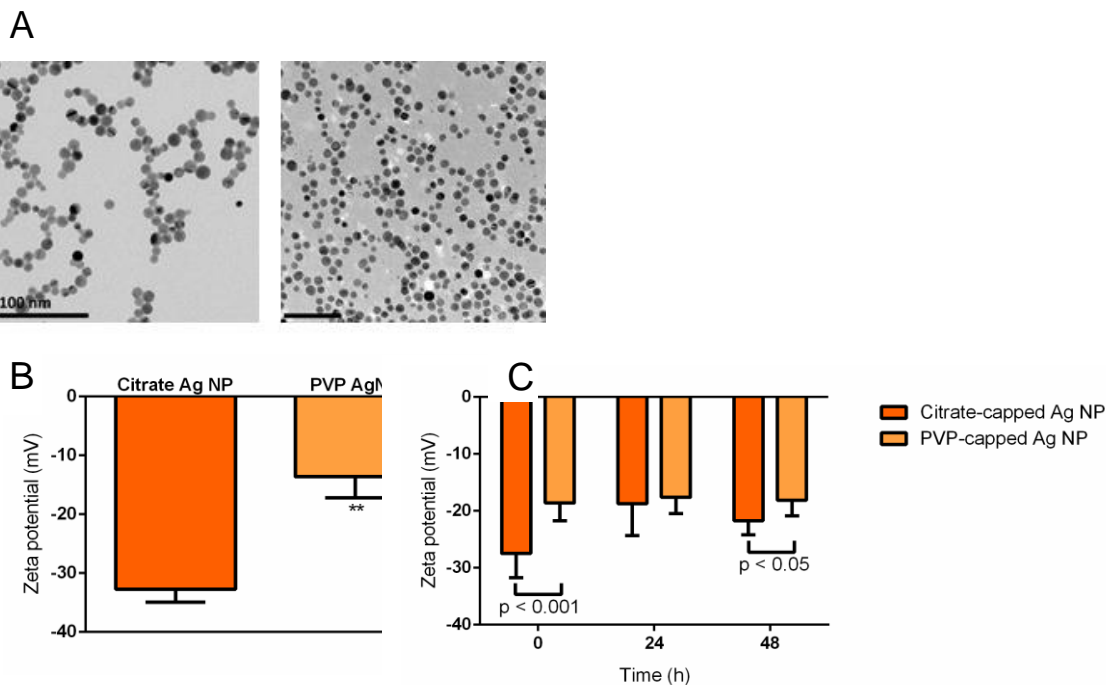 A
100 nm
B
Citrate Ag NP
PVP AgN
0
-10
-20
-30
-40
Zeta potential (mV)
**
C
0
-10
-20
-30
-40
Zeta potential (mV)
p < 0.001
p < 0.05
0
24
48
Time (h)
Citrate-capped Ag NP
PVP-capped Ag NP